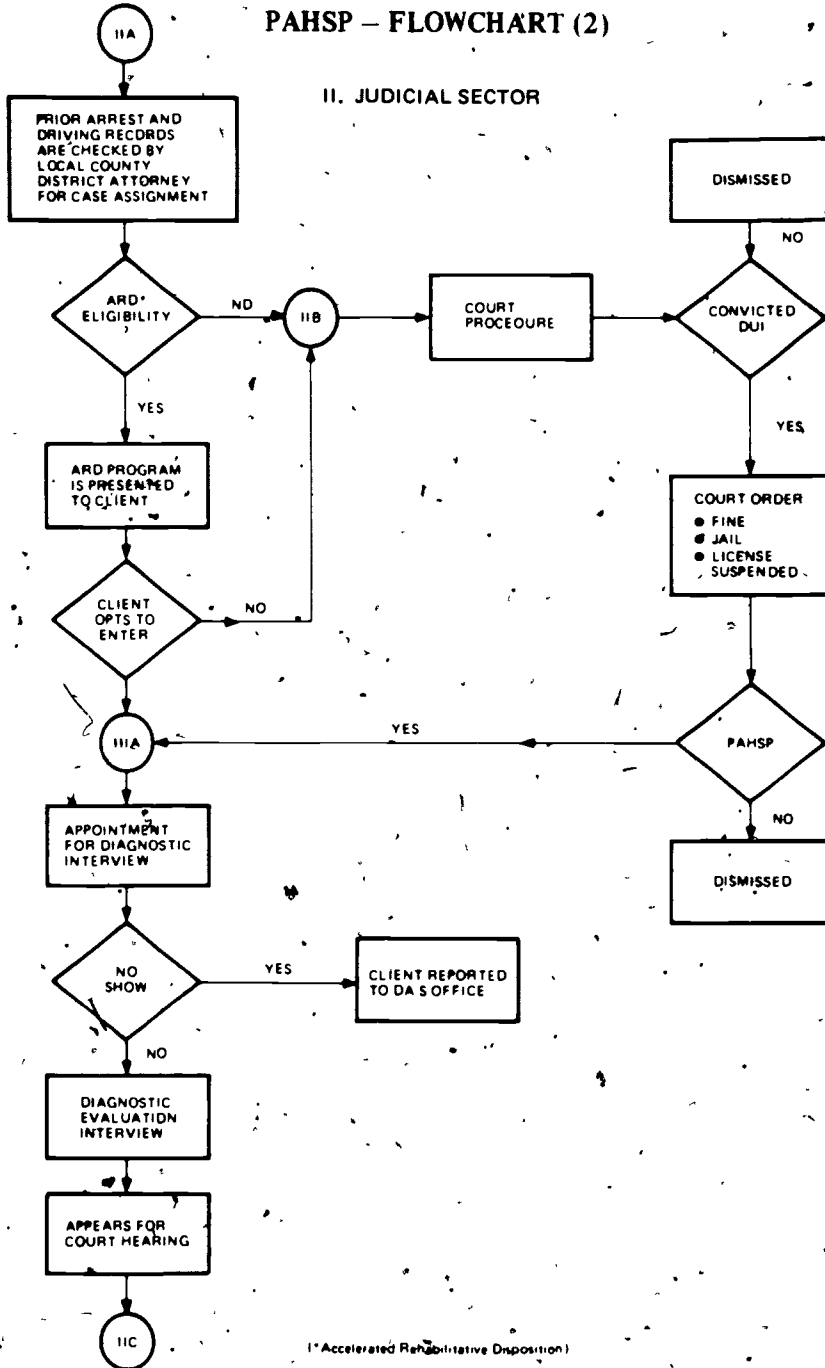 PAHSP – FLOWCHART (2)
IIA
II. JUDICIAL SECTOR
PRIOR ARREST AND
DRIVING RECORDS
ARE CHECKED BY
LOCAL COUNTY
DISTRICT ATTORNEY
FOR CASE ASSIGNMENT
DISMISSED
NO
ARD*
ELIGIBILITY
NO
IIB
COURT
PROCEDURE
CONVICTED
DUI
YES
YES
ARD PROGRAM
IS PRESENTED
TO CLIENT
COURT ORDER
● FINE
● JAIL
● LICENSE
SUSPENDED
CLIENT
OPTS TO
ENTER
NO
IIIA
YES
PAHSP
NO
APPOINTMENT
FOR DIAGNOSTIC
INTERVIEW
DISMISSED
NO
SHOW
YES
CLIENT REPORTED
TO DA S OFFICE
NO
DIAGNOSTIC
EVALUATION
INTERVIEW
APPEARS FOR
COURT HEARING
IIC
(*Accelerated Rehabilitative Disposition)